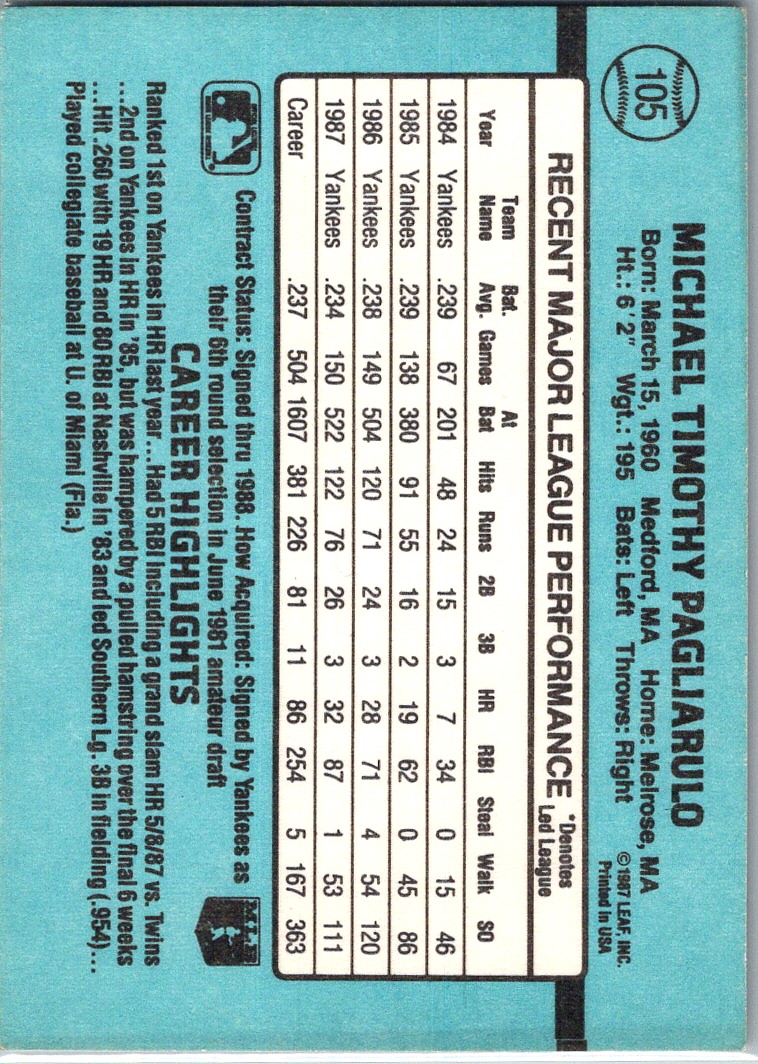 105
MICHAEL TIMOTHY PAGLIARULO
Born: March 15, 1960 Medford, MA Home: Melrose, MA
Ht.: 6'2" Wgt.: 195 Bats: Left Throws: Right
©1987 LEAF, INC.
Printed in USA
RECENT MAJOR LEAGUE PERFORMANCE
*Denotes
Led League
Year Team Name Bat. Avg. Games At Bat Hits Runs 2B 3B HR RBI Steal Walk SO
1984 Yankees .239 67 201 48 24 15 3 7 34 0 15 46
1985 Yankees .239 138 380 91 55 16 2 19 62 0 45 86
1986 Yankees .238 149 504 120 71 24 3 28 71 4 54 120
1987 Yankees .234 150 522 122 76 26 3 32 87 1 53 111
Career .237 504 1607 381 226 81 11 86 254 5 167 363
Contract Status: Signed thru 1988. How Acquired: Signed by Yankees as
their 6th round selection in June 1981 amateur draft
MLB
CAREER HIGHLIGHTS
Ranked 1st on Yankees in HR last year...Had 5 RBI including a grand slam HR 5/8/87 vs. Twins
...2nd on Yankees in HR in '85, but was hampered by a pulled hamstring over the final 6 weeks
...Hit .260 with 19 HR and 80 RBI at Nashville in '83 and led Southern Lg. 3B in fielding (.954)...
Played collegiate baseball at U. of Miami (Fla.)